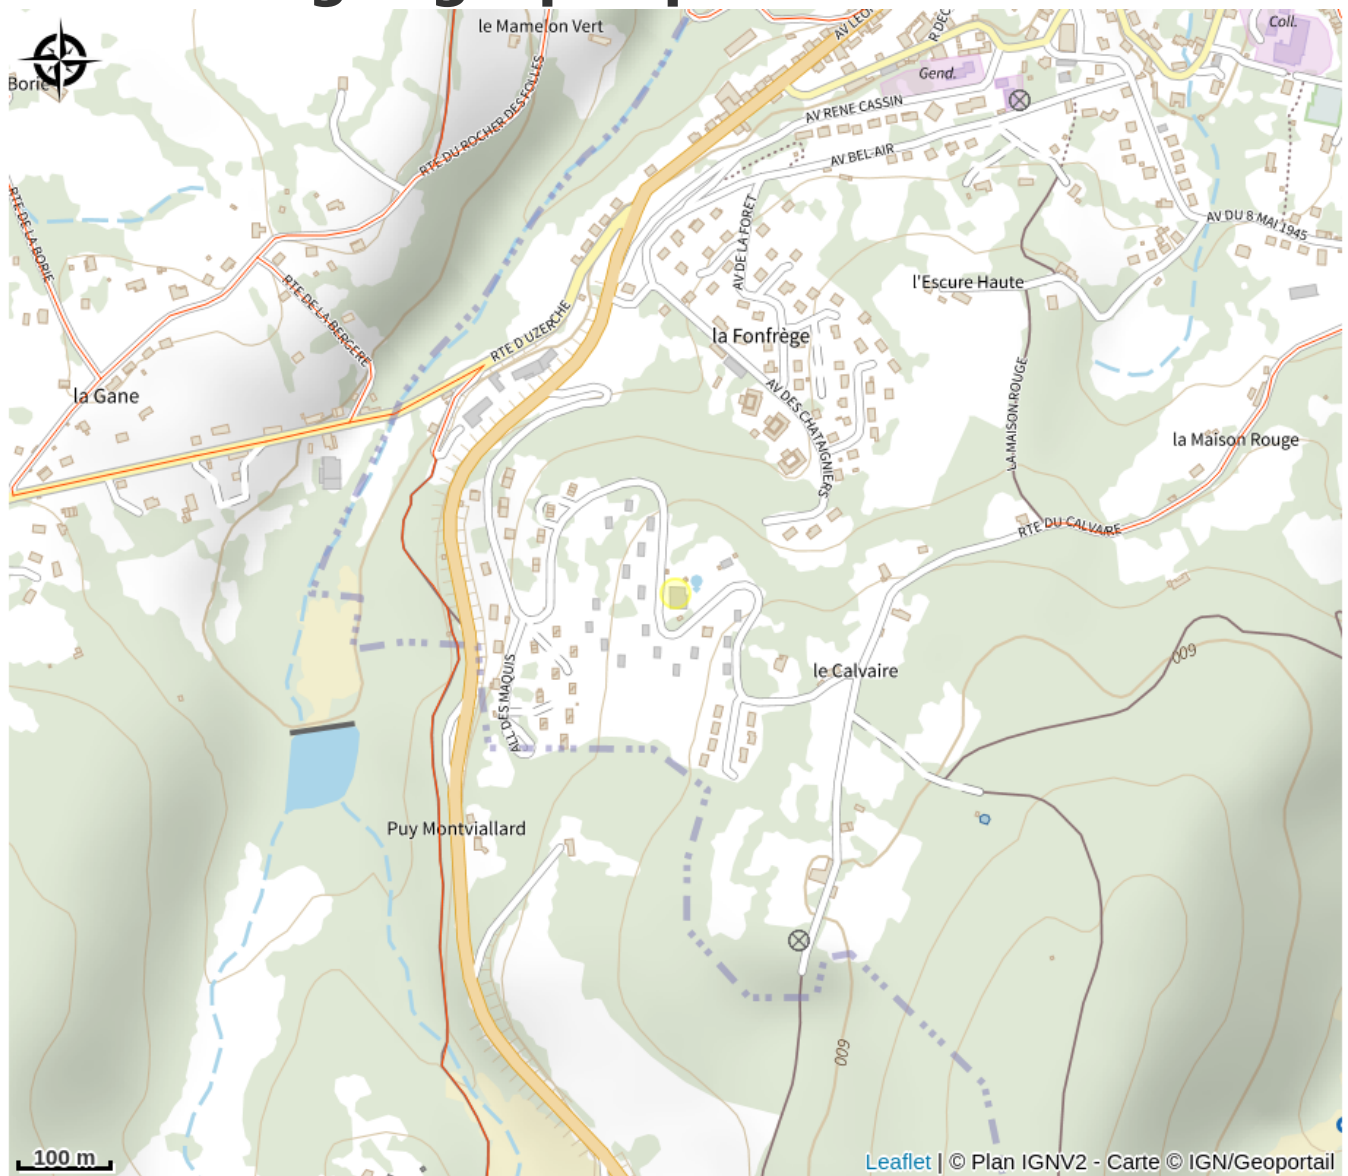 le Mamelon Vert
AV LEO
R DEC
Coll.
Gend.
Borie
AV RENE CASSIN
RTE DU ROCHER DES FOLLES
AV BEL-AIR
RTE DE LA BORIE
AV DE LA FORET
AV DU 8 MAI 1945
l'Escure Haute
RTE DE LA BERGERE
RTE D UZERCHE
la Fonfrège
la Gane
AV DES CHATAIGNIERS
LA MAISON ROUGE
la Maison Rouge
RTE DU CALVAIRE
600
le Calvaire
ALL DES MAQUIS
Puy Montviallard
600
100 m
Leaflet | © Plan IGNV2 - Carte © IGN/Geoportail